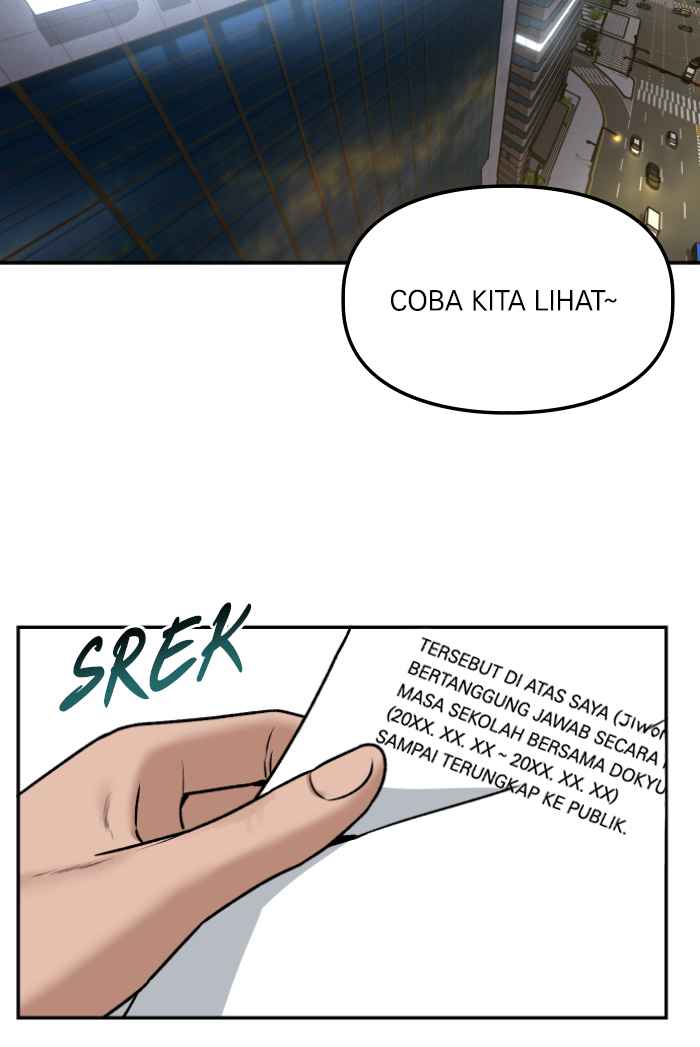 COBA KITA LIHAT~
SREK
TERSEBUT DI ATAS SAYA
BERTANGGUNG JAWAB SECARA
MASA SEKOLAH BERSAMA DOKYU
(20XX. XX. XX ~ 20XX. XX. XX)
SAMPAI TERUNGKAP KE PUBLIK.